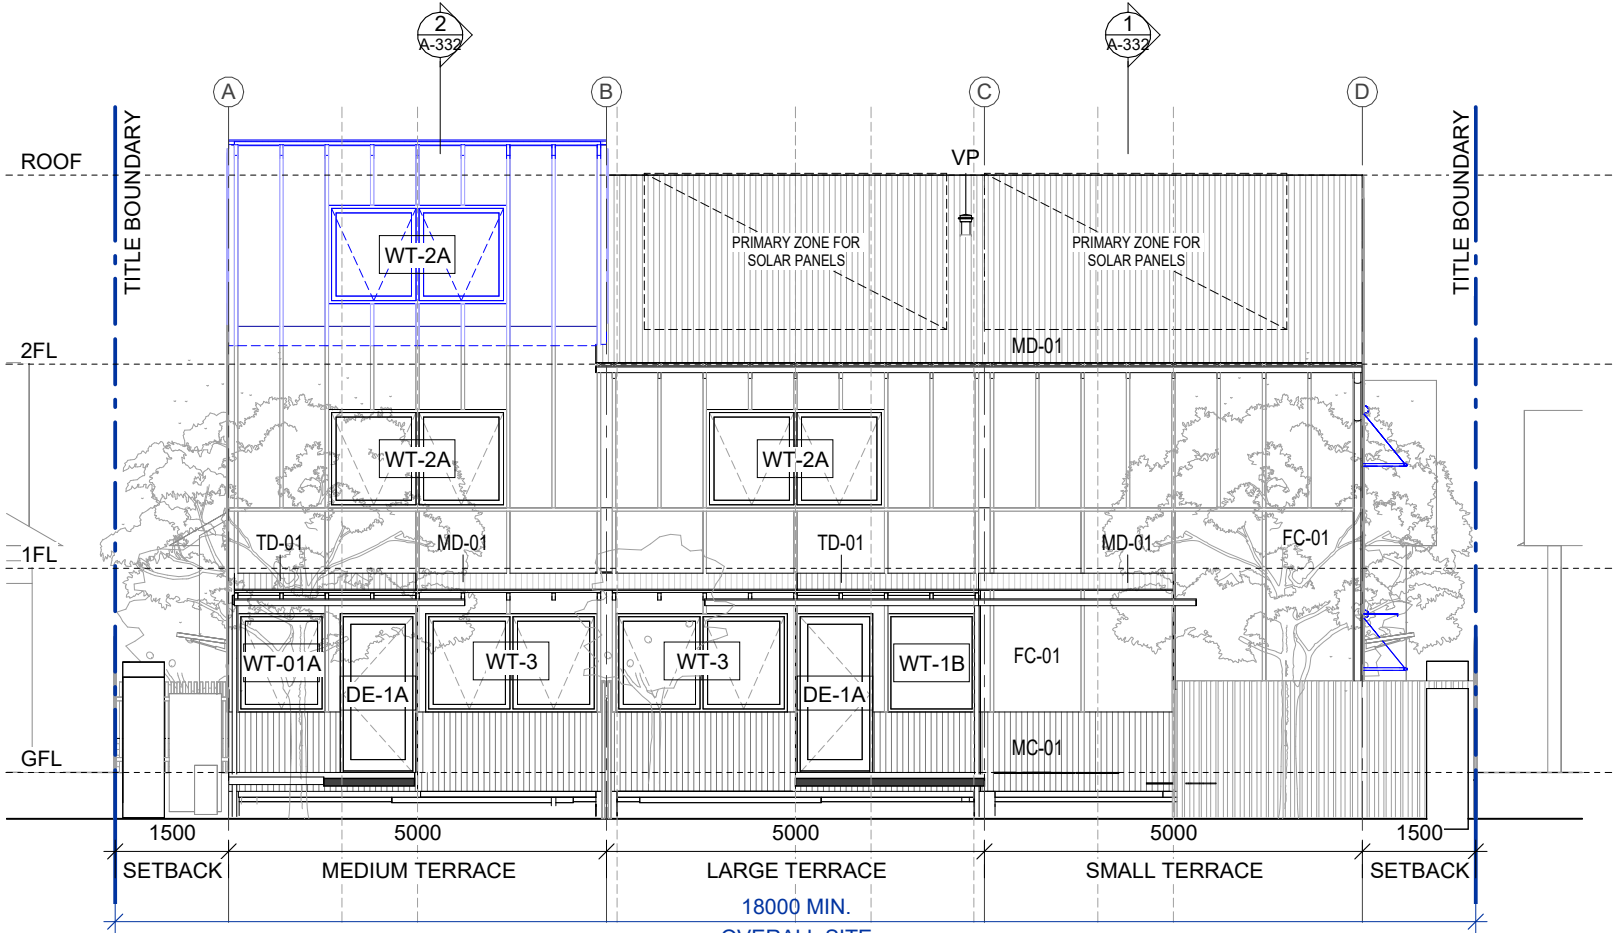 2
A-332
1
A-332
A
B
C
D
TITLE BOUNDARY
TITLE BOUNDARY
ROOF
VP
WT-2A
PRIMARY ZONE FOR
SOLAR PANELS
PRIMARY ZONE FOR
SOLAR PANELS
2FL
MD-01
WT-2A
WT-2A
1FL
TD-01
MD-01
TD-01
MD-01
FC-01
WT-01A
DE-1A
WT-3
WT-3
DE-1A
WT-1B
FC-01
GFL
MC-01
1500
5000
5000
5000
1500
SETBACK
MEDIUM TERRACE
LARGE TERRACE
SMALL TERRACE
SETBACK
18000 MIN.
OVERALL SITE